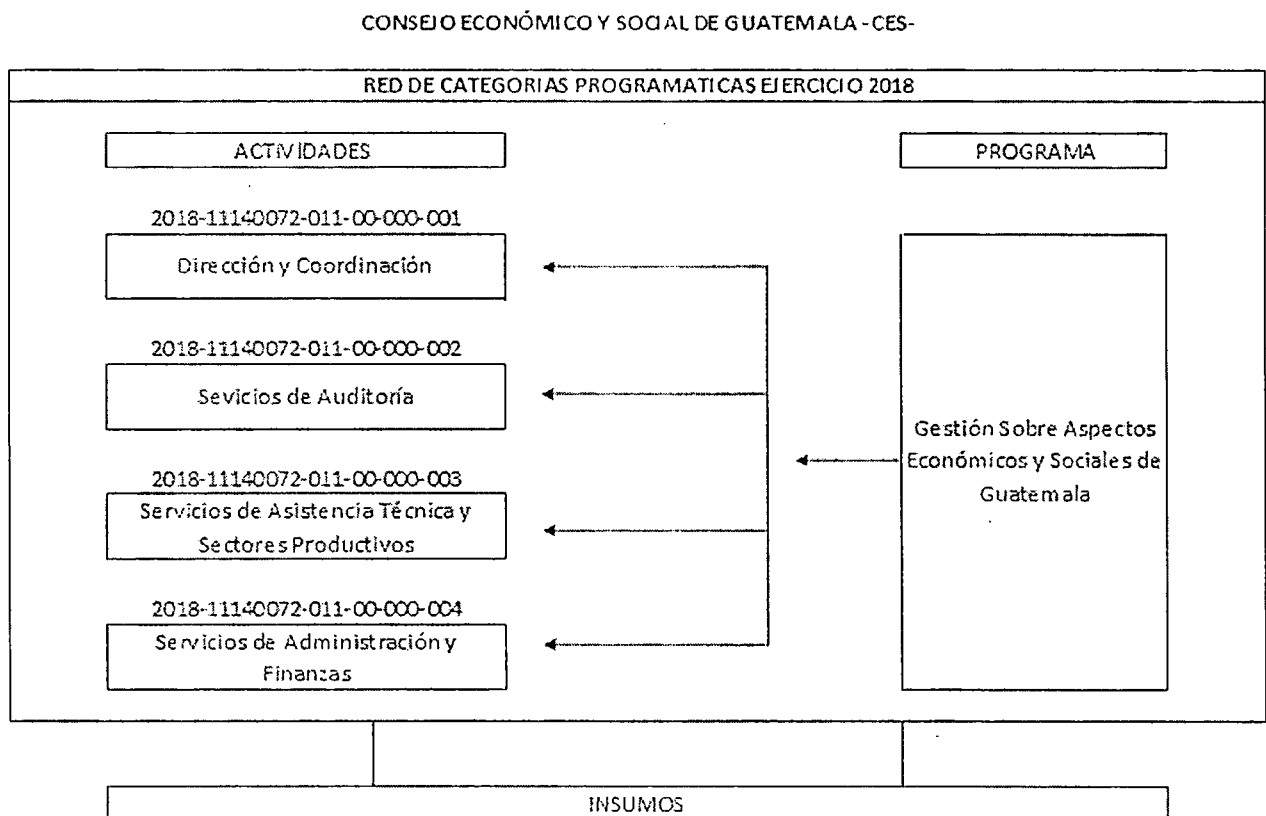 CONSEJO ECONÓMICO Y SOCIAL DE GUATEMALA -CES-
RED DE CATEGORIAS PROGRAMATICAS EJERCICIO 2018
ACTIVIDADES
PROGRAMA
2018-11140072-011-00-000-001
Dirección y Coordinación
2018-11140072-011-00-000-002
Sevicios de Auditoría
2018-11140072-011-00-000-003
Servicios de Asistencia Técnica y
Sectores Productivos
2018-11140072-011-00-000-004
Servicios de Administración y
Finanzas
Gestión Sobre Aspectos
Económicos y Sociales de
Guatemala
INSUMOS